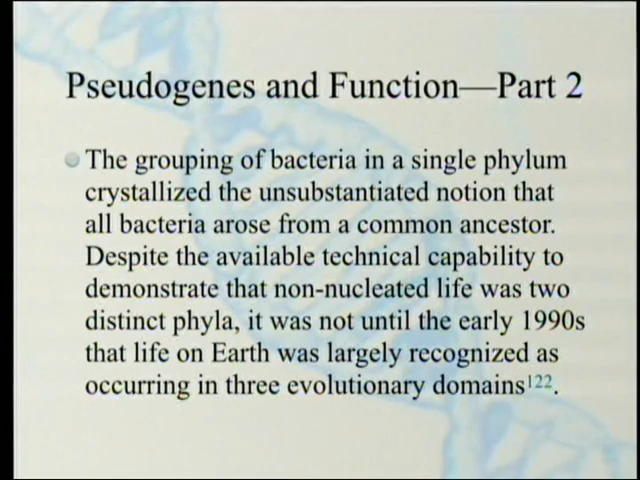 Pseudogenes and Function—Part 2
The grouping of bacteria in a single phylum
crystallized the unsubstantiated notion that
all bacteria arose from a common ancestor.
Despite the available technical capability to
demonstrate that non-nucleated life was two
distinct phyla, it was not until the early 1990s
that life on Earth was largely recognized as
occurring in three evolutionary domains¹²².